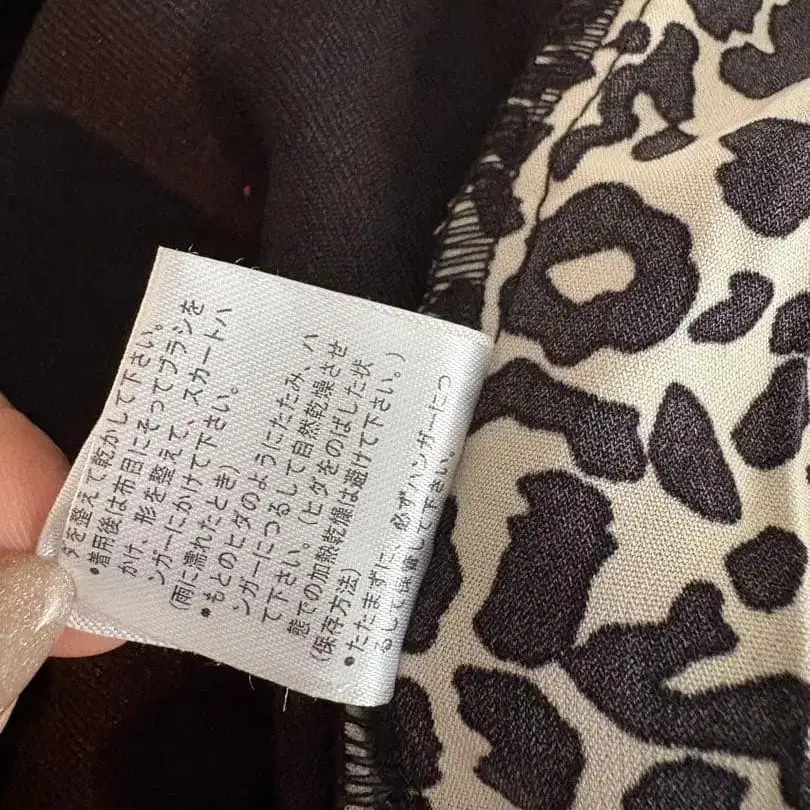 ダを整えて乾かして下さい。
•着用後は布目にそってブラシを
かけ、形を整えて、スカートハ
ンガーにかけて下さい。
(雨に濡れたとき)
•もとのヒダのようにたたみ、ハ
ンガーにつるして自然乾燥させ
て下さい。(ヒダをのばした状
態での加熱乾燥は避けて下さい。)
(保存方法)
•たたまずに、必ずハンガーにつ
るして保管して下さい。